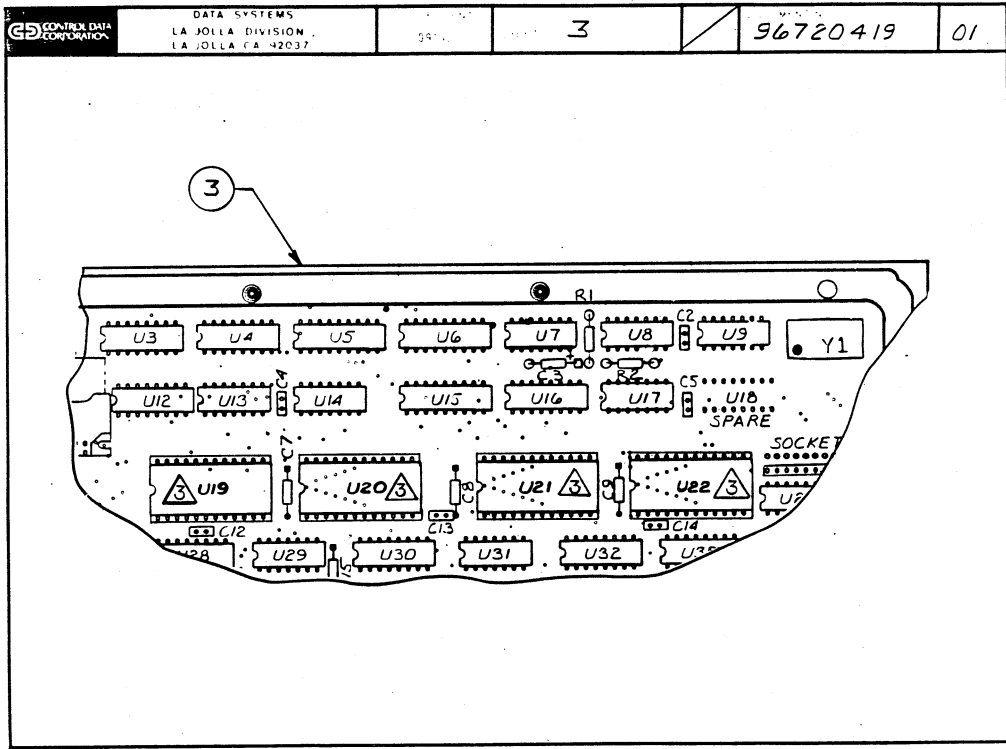 CONTROL DATA
CORPORATION
DATA SYSTEMS
LA JOLLA DIVISION
LA JOLLA CA 92037
3
96720419
01
3
R1
C2
U3 U4 U5 U6 U7 U8 U9
Y1
C3 R2
C4 C5
U12 U13 U14 U15 U16 U17 U18
SPARE
SOCKET
C7 C8 C9
3 U19 U20 3 U21 3 U22 3
C12 C13 C14
U28 U29 U30 U31 U32